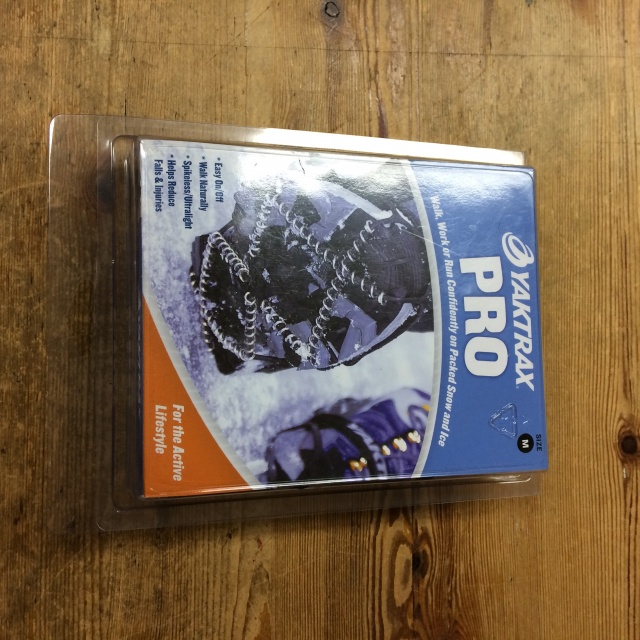 YAKTRAX
PRO
Walk, Work or Run Confidently on Packed Snow and Ice
SIZE
M
• Easy On/Off
• Walk Naturally
• Spikeless/Ultralight
• Helps Reduce
Falls & Injuries
For the Active
Lifestyle